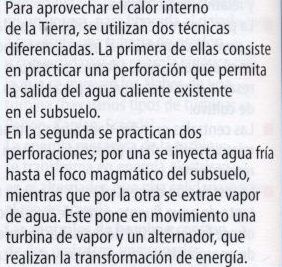 Para aprovechar el calor interno
de la Tierra, se utilizan dos técnicas
diferenciadas. La primera de ellas consiste
en practicar una perforación que permita
la salida del agua caliente existente
en el subsuelo.
En la segunda se practican dos
perforaciones; por una se inyecta agua fría
hasta el foco magmático del subsuelo,
mientras que por la otra se extrae vapor
de agua. Este pone en movimiento una
turbina de vapor y un alternador, que
realizan la transformación de energía.